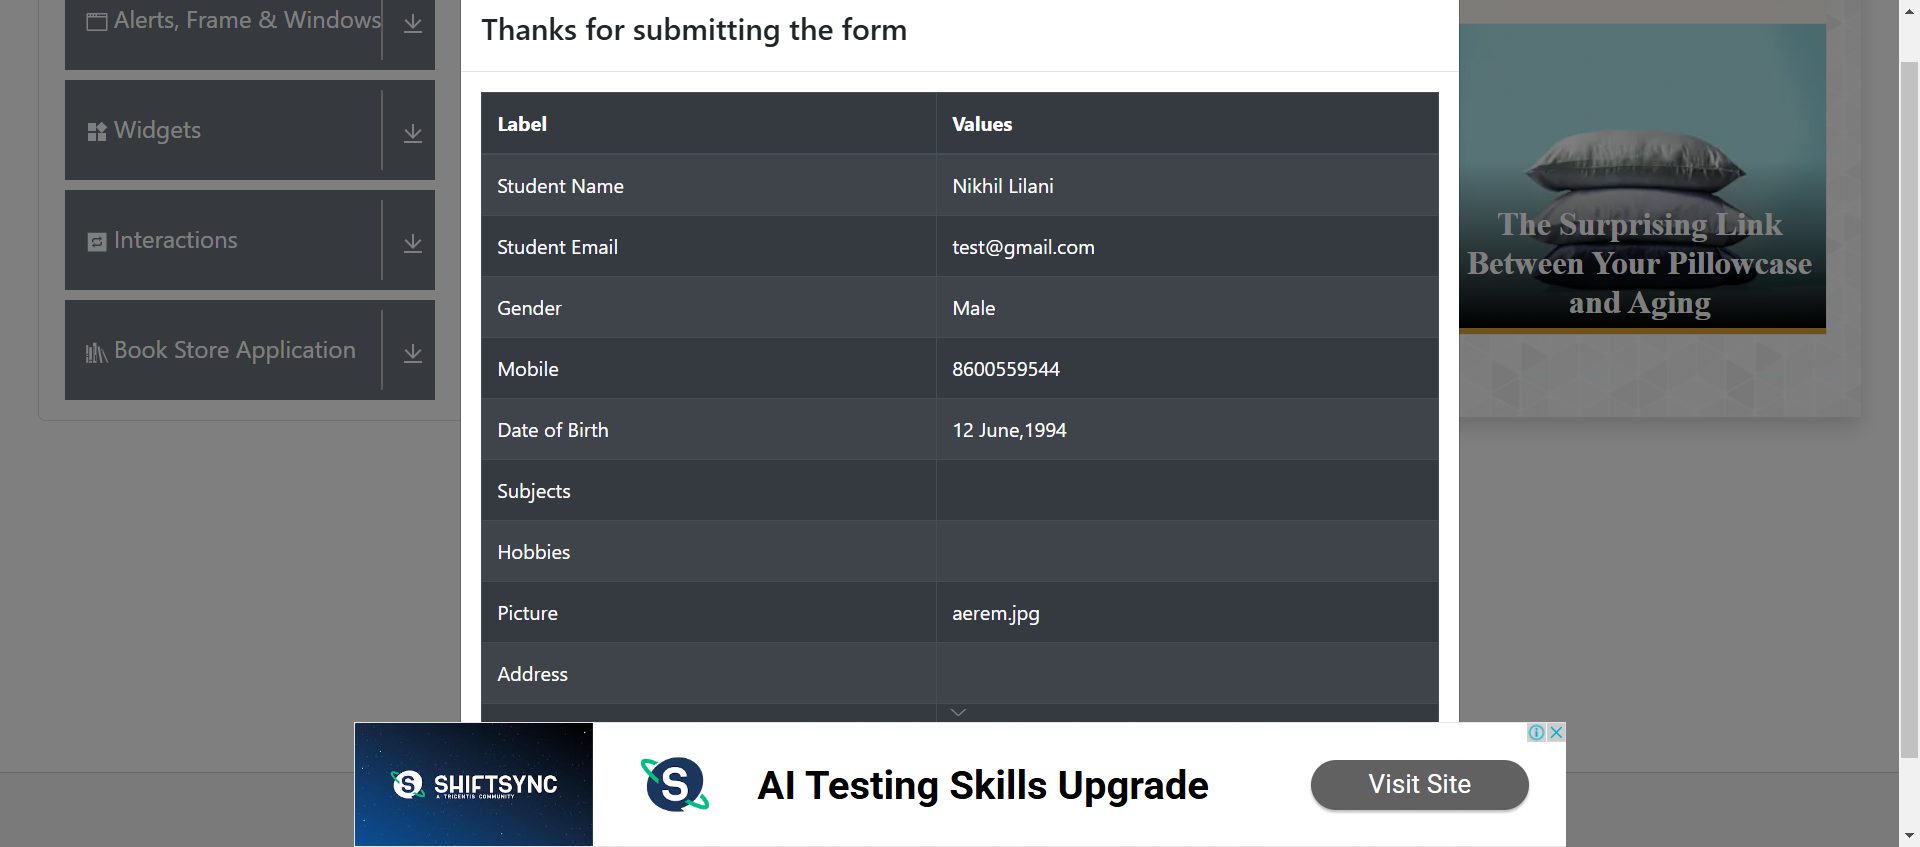 Alerts, Frame & Windows
Widgets
Interactions
Book Store Application
Thanks for submitting the form
Label Values
Student Name Nikhil Lilani
Student Email test@gmail.com
Gender Male
Mobile 8600559544
Date of Birth 12 June,1994
Subjects
Hobbies
Picture aerem.jpg
Address
The Surprising Link
Between Your Pillowcase
and Aging
SHIFTSYNC
A TRICENTIS COMMUNITY
S
AI Testing Skills Upgrade
Visit Site